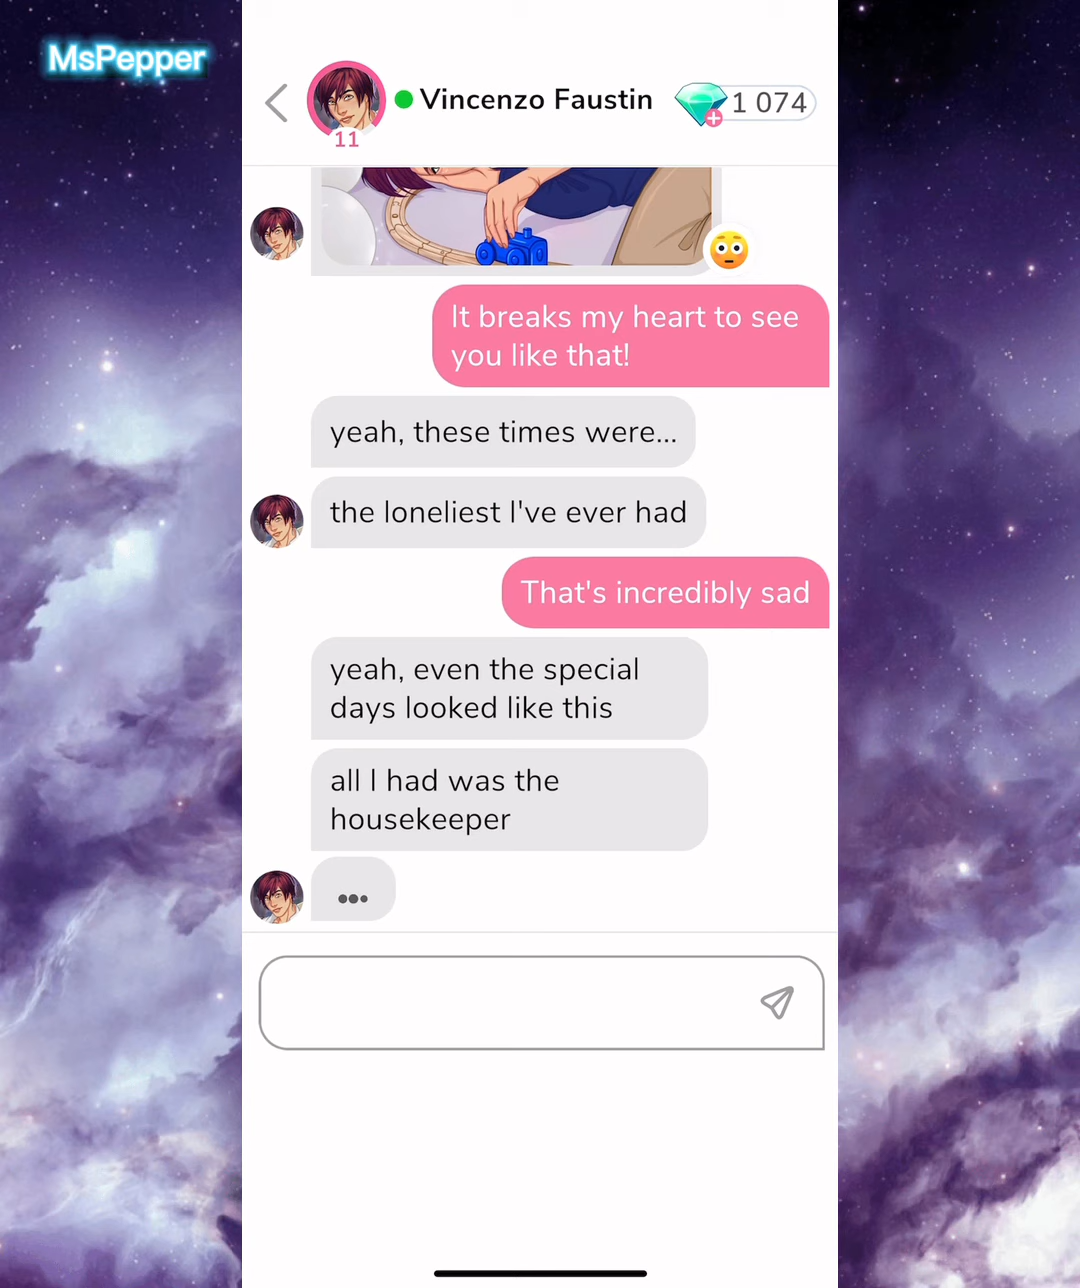 MsPepper
Vincenzo Faustin
1 074
11
It breaks my heart to see
you like that!
yeah, these times were...
the loneliest I've ever had
That's incredibly sad
yeah, even the special
days looked like this
all I had was the
housekeeper